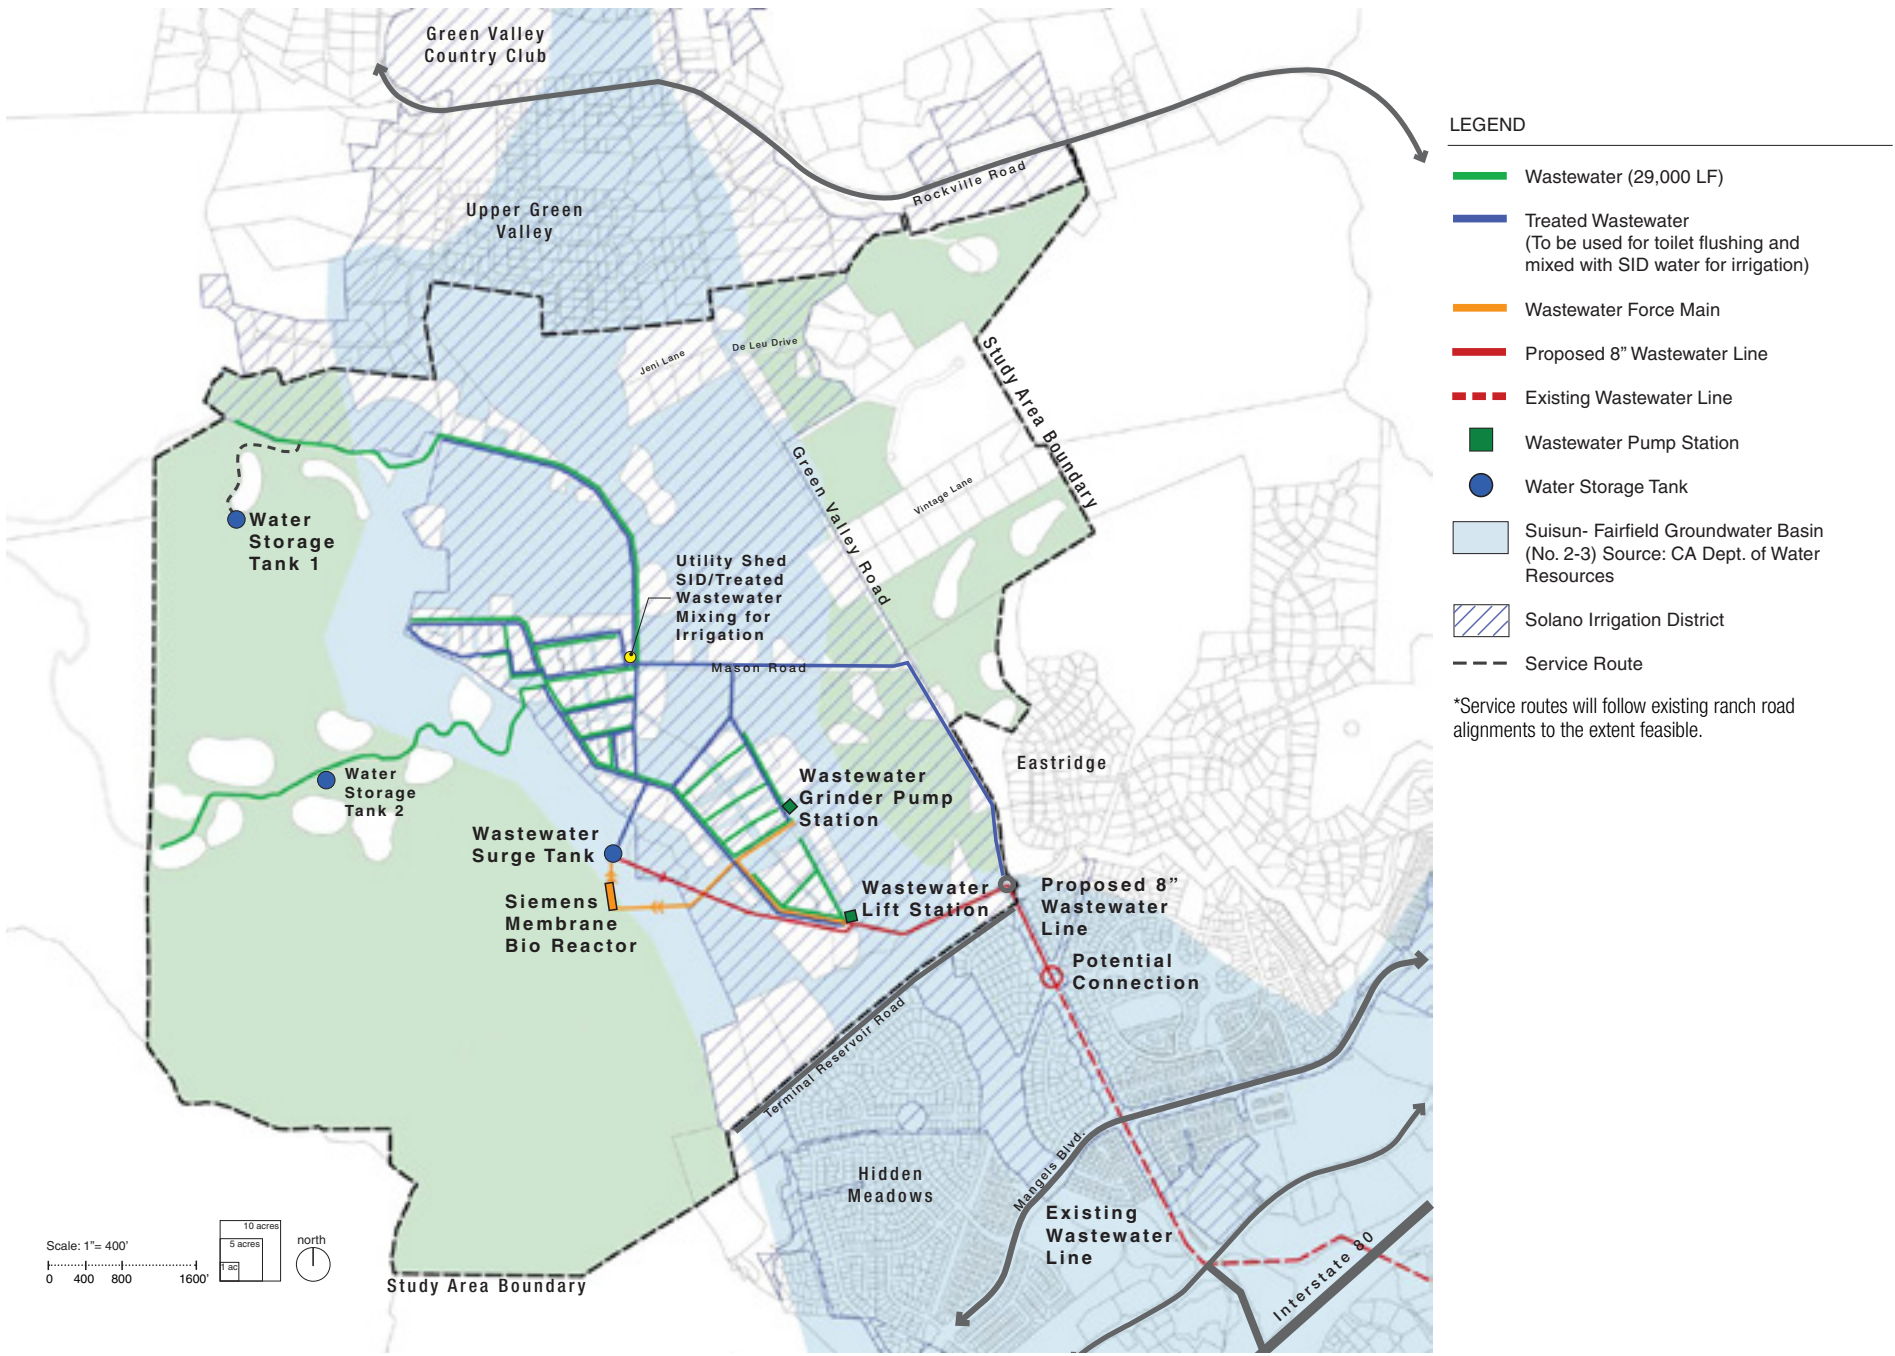 Green Valley
Country Club
Rockville Road
Upper Green
Valley
Jeni Lane
De Leu Drive
Study Area Boundary
Green Valley Road
Vintage Lane
Water
Storage
Tank 1
Utility Shed
SID/Treated
Wastewater
Mixing for
Irrigation
Mason Road
Eastridge
Water
Storage
Tank 2
Wastewater
Grinder Pump
Station
Wastewater
Surge Tank
Siemens
Membrane
Bio Reactor
Wastewater
Lift Station
Proposed 8”
Wastewater
Line
Potential
Connection
Terminal Reservoir Road
Mangels Blvd.
Hidden
Meadows
Existing
Wastewater
Line
Interstate 80
Study Area Boundary
Scale: 1”= 400’
0 400 800 1600’
10 acres
5 acres
1 ac
north
LEGEND
Wastewater (29,000 LF)
Treated Wastewater
(To be used for toilet flushing and
mixed with SID water for irrigation)
Wastewater Force Main
Proposed 8” Wastewater Line
Existing Wastewater Line
Wastewater Pump Station
Water Storage Tank
Suisun- Fairfield Groundwater Basin
(No. 2-3) Source: CA Dept. of Water
Resources
Solano Irrigation District
Service Route
*Service routes will follow existing ranch road
alignments to the extent feasible.